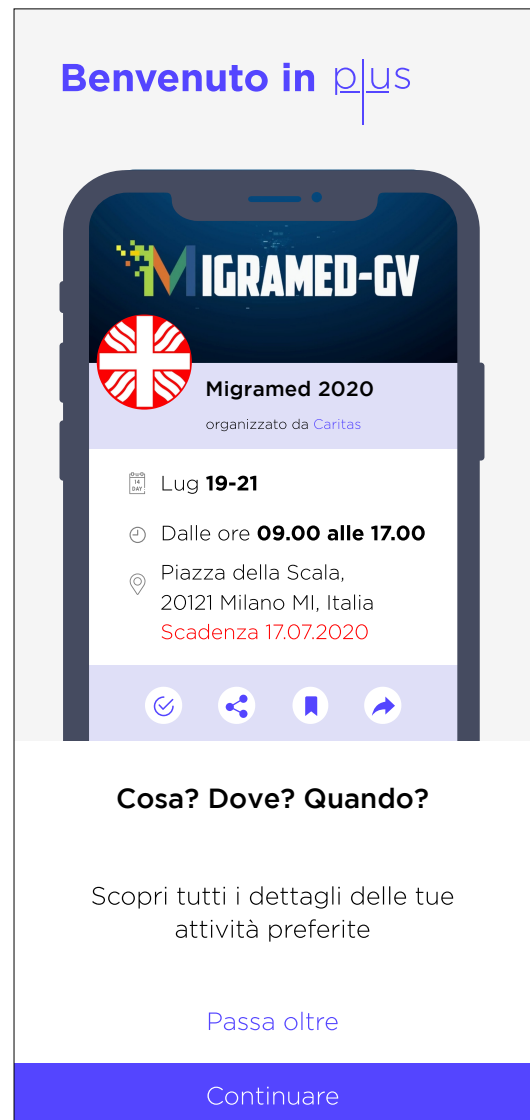 Benvenuto in plus
MIGRAMED-GV
Migramed 2020
organizzato da Caritas
14
DAY
Lug 19-21
Dalle ore 09.00 alle 17.00
Piazza della Scala,
20121 Milano MI, Italia
Scadenza 17.07.2020
Cosa? Dove? Quando?
Scopri tutti i dettagli delle tue
attività preferite
Passa oltre
Continuare